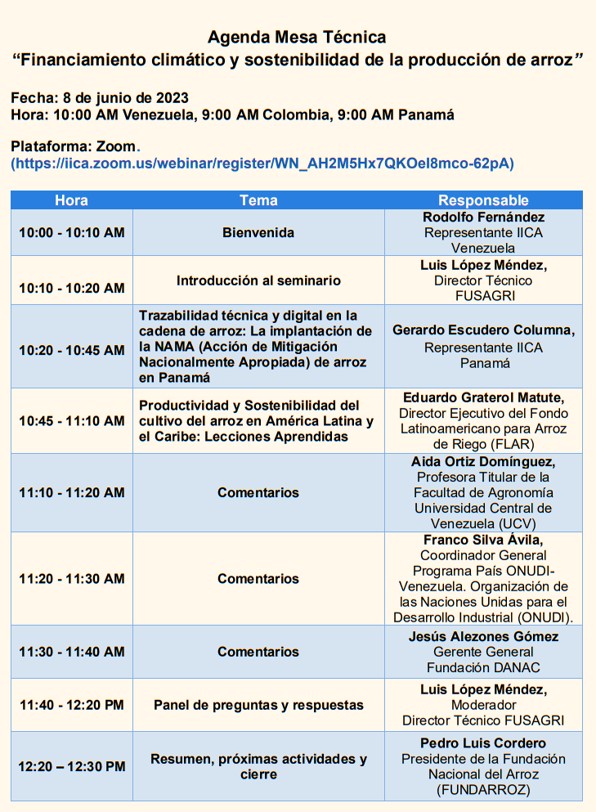 Agenda Mesa Técnica
“Financiamiento climático y sostenibilidad de la producción de arroz”
Fecha: 8 de junio de 2023
Hora: 10:00 AM Venezuela, 9:00 AM Colombia, 9:00 AM Panamá
Plataforma: Zoom.
(https://iica.zoom.us/webinar/register/WN_AH2M5Hx7QKOel8mco-62pA)
Hora Tema Responsable
10:00 - 10:10 AM
Bienvenida
Rodolfo Fernández
Representante IICA
Venezuela
10:10 - 10:20 AM
Introducción al seminario
Luis López Méndez,
Director Técnico
FUSAGRI
10:20 - 10:45 AM
Trazabilidad técnica y digital en la
cadena de arroz: La implantación de
la NAMA (Acción de Mitigación
Nacionalmente Apropiada) de arroz
en Panamá
Gerardo Escudero Columna,
Representante IICA
Panamá
10:45 - 11:10 AM
Productividad y Sostenibilidad del
cultivo del arroz en América Latina y
el Caribe: Lecciones Aprendidas
Eduardo Graterol Matute,
Director Ejecutivo del Fondo
Latinoamericano para Arroz
de Riego (FLAR)
11:10 - 11:20 AM
Comentarios
Aida Ortiz Domínguez,
Profesora Titular de la
Facultad de Agronomía
Universidad Central de
Venezuela (UCV)
11:20 - 11:30 AM
Comentarios
Franco Silva Ávila,
Coordinador General
Programa País ONUDI-
Venezuela. Organización de
las Naciones Unidas para el
Desarrollo Industrial (ONUDI).
11:30 - 11:40 AM
Comentarios
Jesús Alezones Gómez
Gerente General
Fundación DANAC
11:40 - 12:20 PM
Panel de preguntas y respuestas
Luis López Méndez,
Moderador
Director Técnico FUSAGRI
12:20 – 12:30 PM
Resumen, próximas actividades y
cierre
Pedro Luis Cordero
Presidente de la Fundación
Nacional del Arroz
(FUNDARROZ)